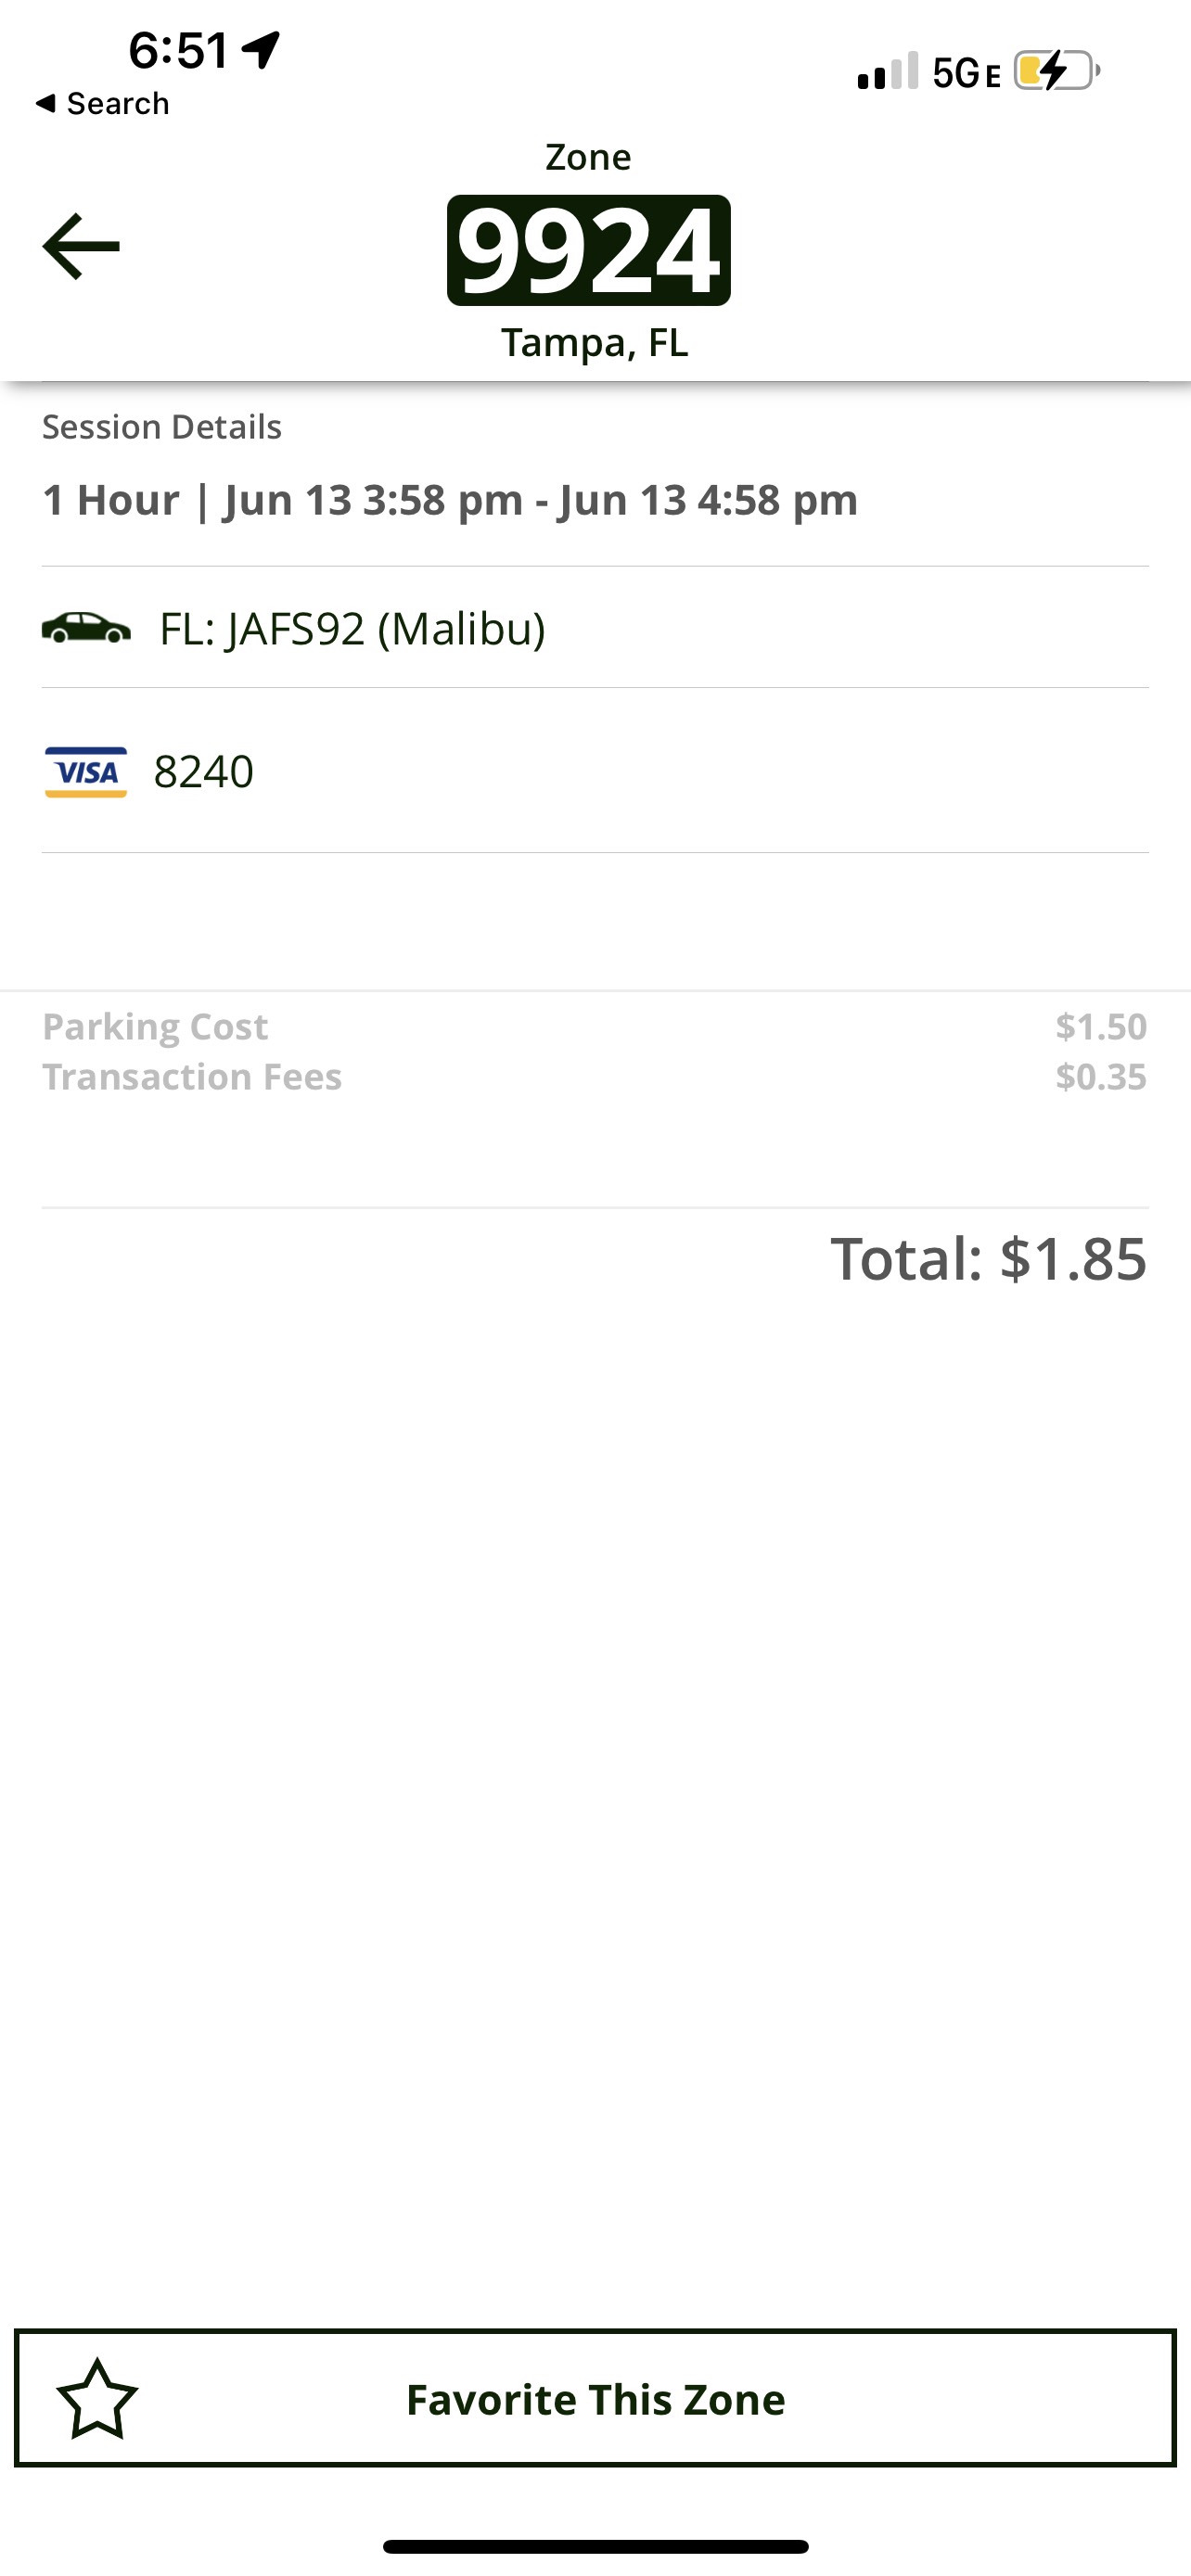 6:51
5G E
◀ Search
Zone
9924
Tampa, FL
Session Details
1 Hour | Jun 13 3:58 pm - Jun 13 4:58 pm
FL: JAFS92 (Malibu)
VISA 8240
Parking Cost $1.50
Transaction Fees $0.35
Total: $1.85
Favorite This Zone